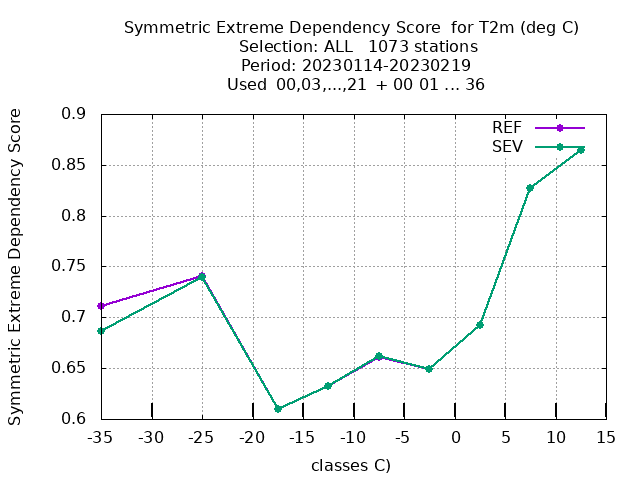 Symmetric Extreme Dependency Score  for T2m (deg C)
Selection: ALL   1073 stations
Period: 20230114-20230219
Used  00,03,...,21  + 00 01 ... 36
Symmetric Extreme Dependency Score
0.9
0.85
0.8
0.75
0.7
0.65
0.6
REF
SEV
-35 -30 -25 -20 -15 -10 -5 0 5 10 15
classes C)